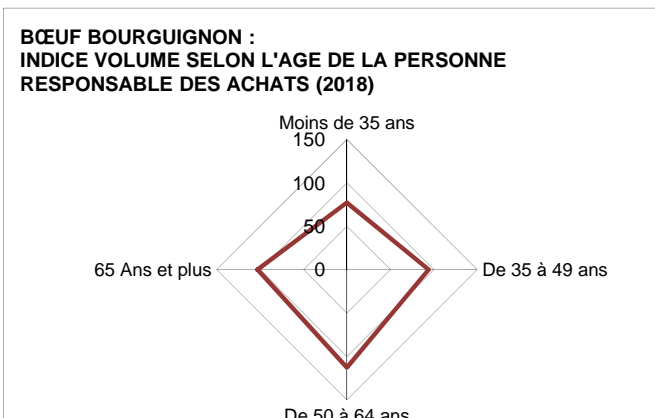 BŒUF BOURGUIGNON :
INDICE VOLUME SELON L'AGE DE LA PERSONNE
RESPONSABLE DES ACHATS (2018)
Moins de 35 ans
150
100
50
65 Ans et plus
0
De 35 à 49 ans
De 50 à 64 ans